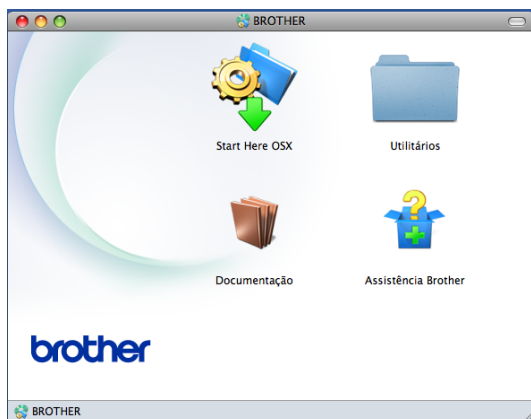 BROTHER
Start Here OSX
Utilitários
Documentação
Assistência Brother
brother
BROTHER